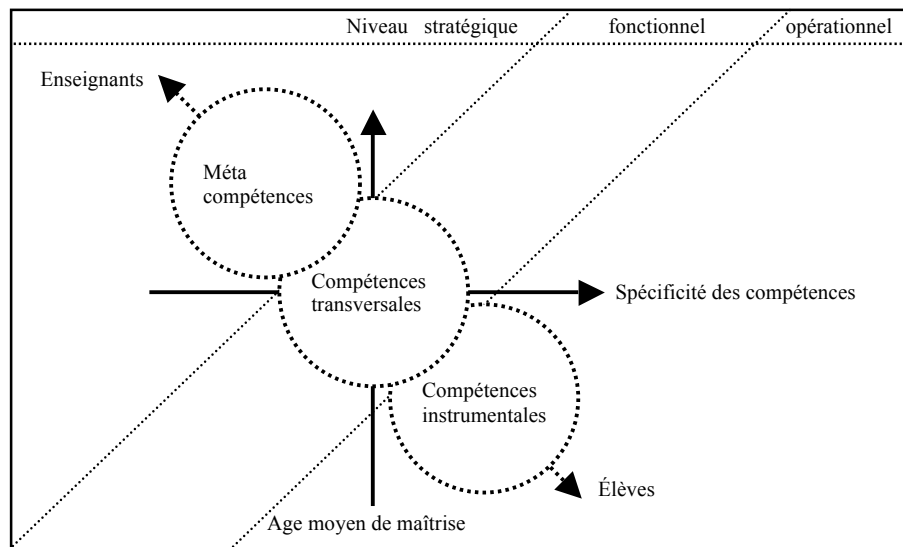 Niveau stratégique fonctionnel opérationnel
Enseignants
Méta
compétences
Compétences
transversales
Spécificité des compétences
Compétences
instrumentales
Élèves
Age moyen de maîtrise